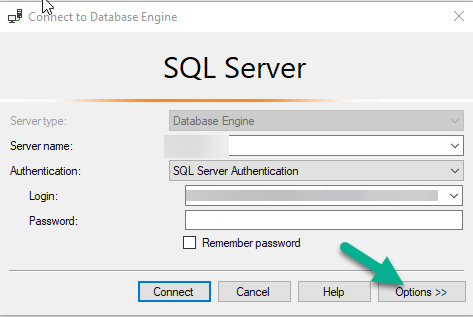 Connect to Database Engine
SQL Server
Server type: Database Engine
Server name:
Authentication: SQL Server Authentication
Login:
Password:
Remember password
Connect Cancel Help Options >>